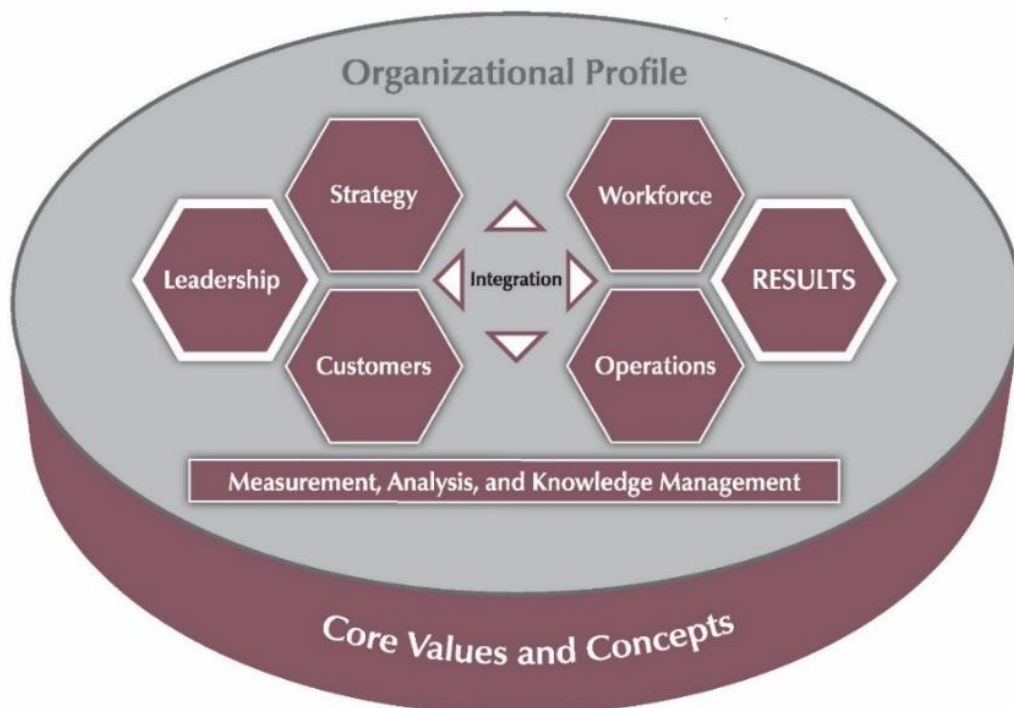 Organizational Profile
Strategy
Workforce
Leadership
Integration
RESULTS
Customers
Operations
Measurement, Analysis, and Knowledge Management
Core Values and Concepts